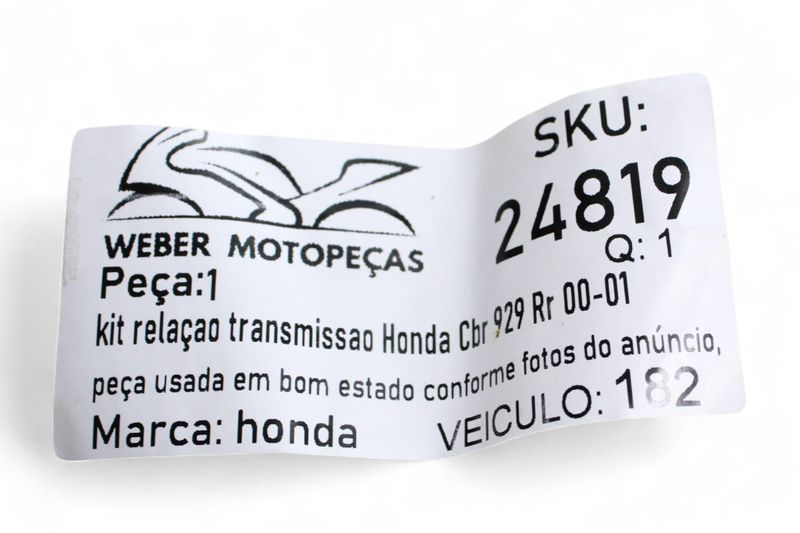 WEBER MOTOPEÇAS
SKU:
24819
Q: 1
Peça:1
kit relaçao transmissao Honda Cbr 929 Rr 00-01
peça usada em bom estado conforme fotos do anúncio,
Marca: honda
VEICULO: 182